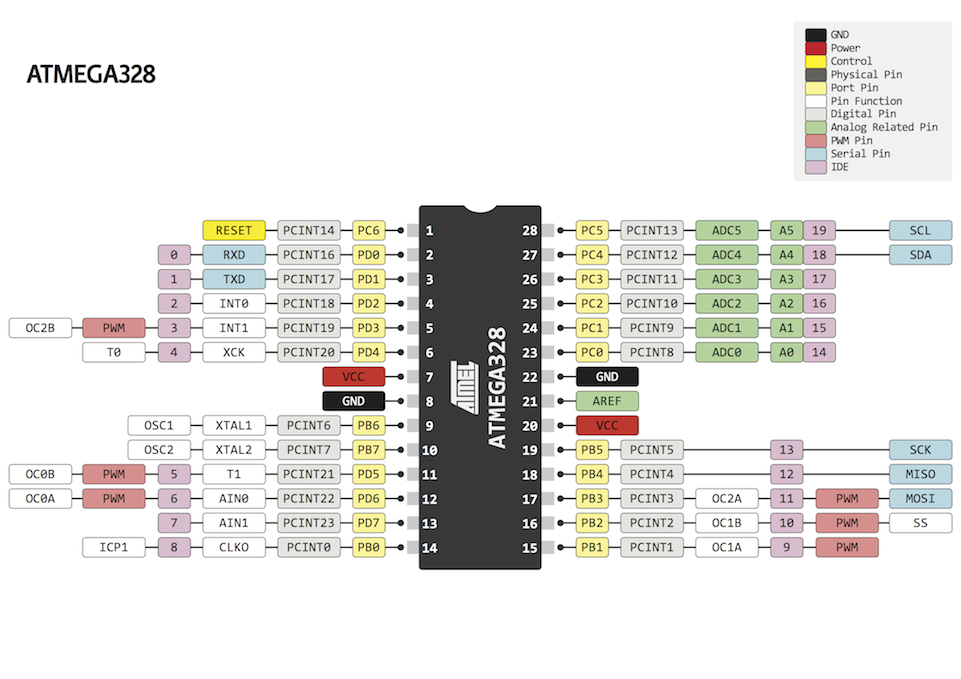 ATMEGA328
GND
Power
Control
Physical Pin
Port Pin
Pin Function
Digital Pin
Analog Related Pin
PWM Pin
Serial Pin
IDE
RESET PCINT14 PC6 1 28 PC5 PCINT13 ADC5 A5 19 SCL
0 RXD PCINT16 PD0 2 27 PC4 PCINT12 ADC4 A4 18 SDA
1 TXD PCINT17 PD1 3 26 PC3 PCINT11 ADC3 A3 17
2 INT0 PCINT18 PD2 4 25 PC2 PCINT10 ADC2 A2 16
OC2B PWM 3 INT1 PCINT19 PD3 5 24 PC1 PCINT9 ADC1 A1 15
T0 4 XCK PCINT20 PD4 6 23 PC0 PCINT8 ADC0 A0 14
VCC 7 22 GND
GND 8 21 AREF
OSC1 XTAL1 PCINT6 PB6 9 20 VCC
OSC2 XTAL2 PCINT7 PB7 10 19 PB5 PCINT5 13 SCK
OC0B PWM 5 T1 PCINT21 PD5 11 18 PB4 PCINT4 12 MISO
OC0A PWM 6 AIN0 PCINT22 PD6 12 17 PB3 PCINT3 OC2A 11 PWM MOSI
7 AIN1 PCINT23 PD7 13 16 PB2 PCINT2 OC1B 10 PWM SS
ICP1 8 CLKO PCINT0 PB0 14 15 PB1 PCINT1 OC1A 9 PWM
ATMEL
ATMEGA328